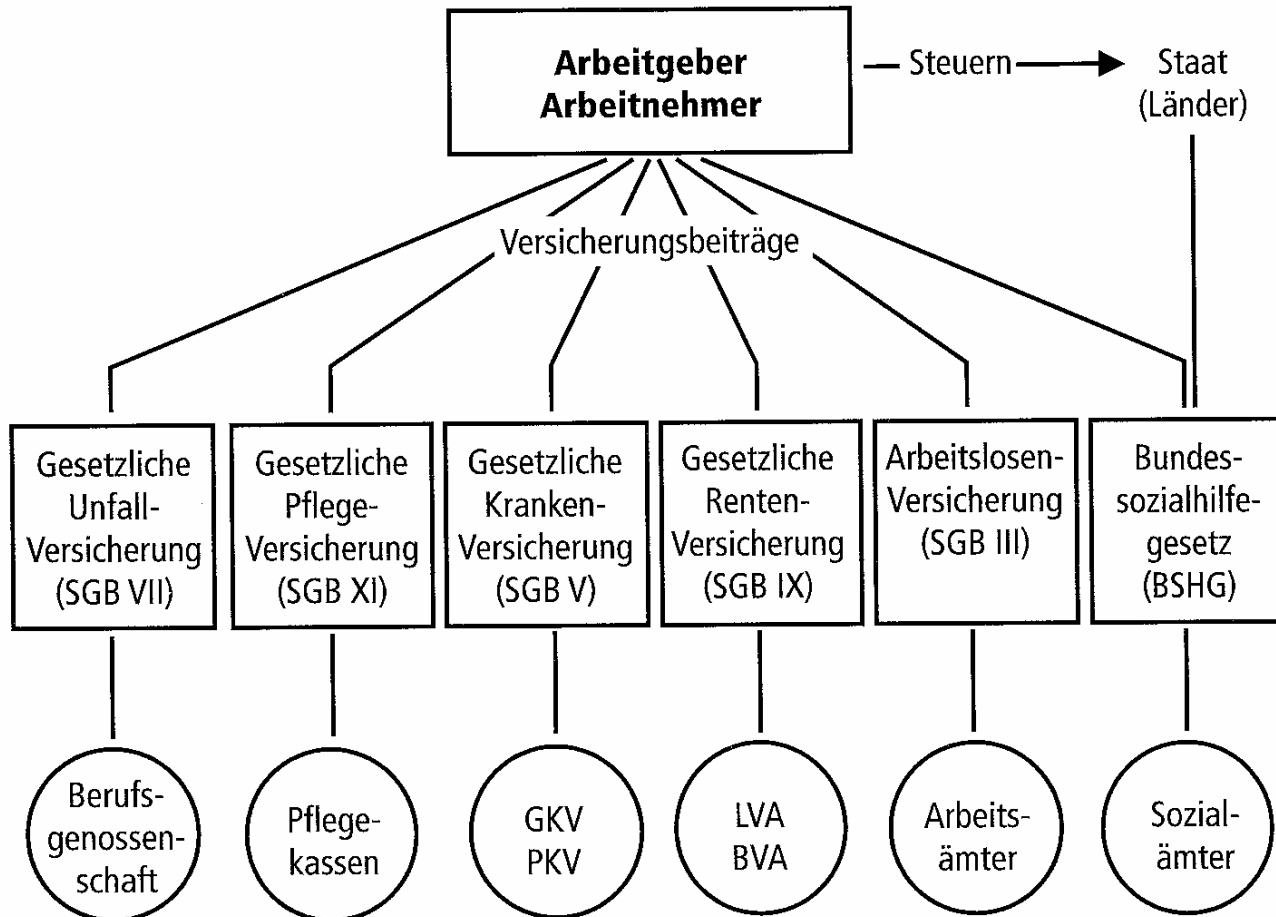 Arbeitgeber
Arbeitnehmer
Steuern
Staat
(Länder)
Versicherungsbeiträge
Gesetzliche
Unfall-
Versicherung
(SGB VII)
Gesetzliche
Pflege-
Versicherung
(SGB XI)
Gesetzliche
Kranken-
Versicherung
(SGB V)
Gesetzliche
Renten-
Versicherung
(SGB IX)
Arbeitslosen-
Versicherung
(SGB III)
Bundes-
sozialhilfe-
gesetz
(BSHG)
Berufs-
genossen-
schaft
Pflege-
kassen
GKV
PKV
LVA
BVA
Arbeits-
ämter
Sozial-
ämter